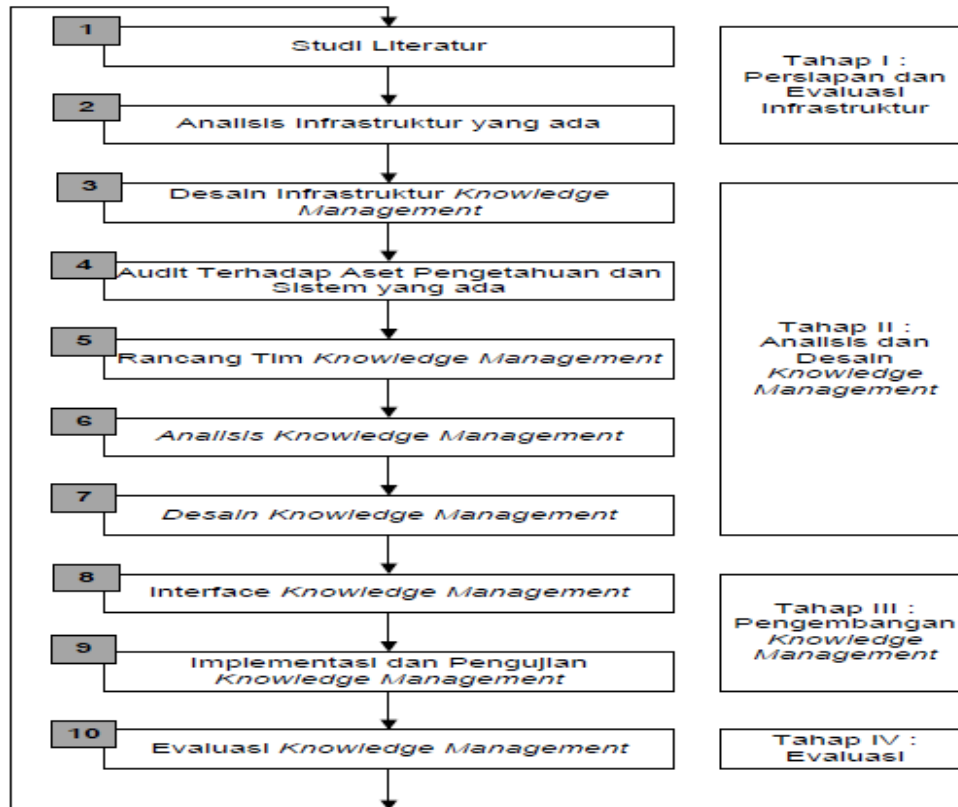 1
Studi Literatur
2
Analisis Infrastruktur yang ada
3
Desain Infrastruktur Knowledge
Management
4
Audit Terhadap Aset Pengetahuan dan
Sistem yang ada
5
Rancang Tim Knowledge Management
6
Analisis Knowledge Management
7
Desain Knowledge Management
8
Interface Knowledge Management
9
Implementasi dan Pengujian
Knowledge Management
10
Evaluasi Knowledge Management
Tahap I :
Persiapan dan
Evaluasi
Infrastruktur
Tahap II :
Analisis dan
Desain
Knowledge
Management
Tahap III :
Pengembangan
Knowledge
Management
Tahap IV :
Evaluasi